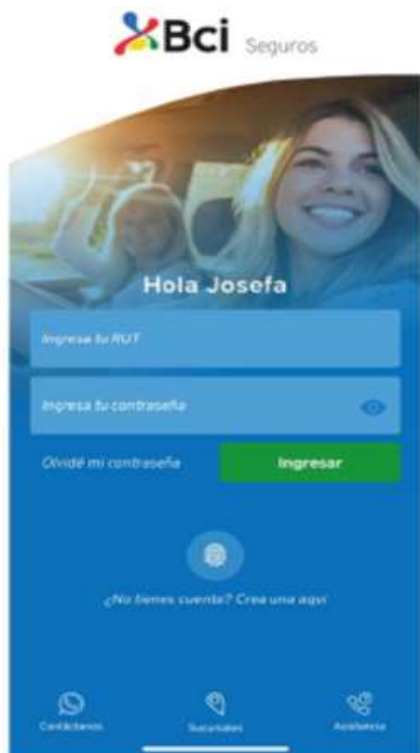 Bci Seguros
Hola Josefa
Ingresa tu RUT
Ingresa tu contraseña
Olvidé mi contraseña
Ingresar
¿No tienes cuenta? Crea una aquí
Contáctanos
Sucursales
Asistencia